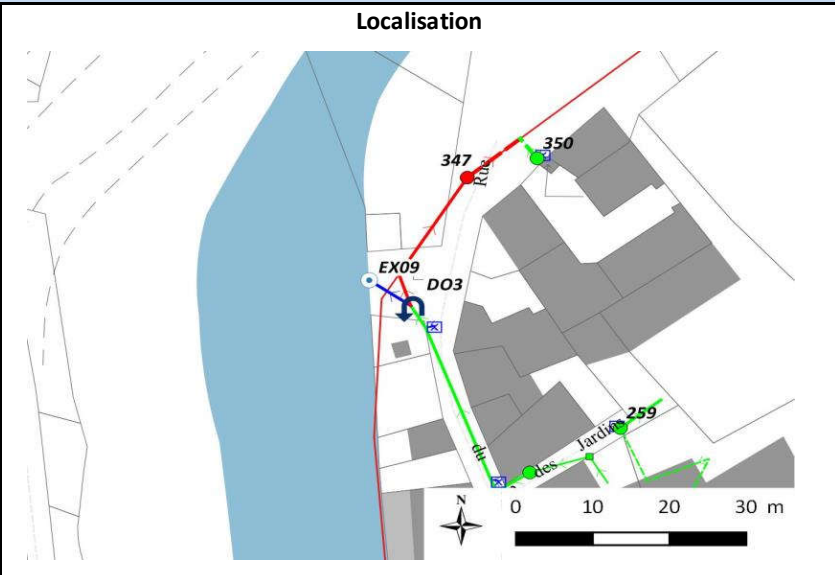 Localisation
350
347
Rue
EX09
DO3
259
du
des Jardins
N
0 10 20 30 m